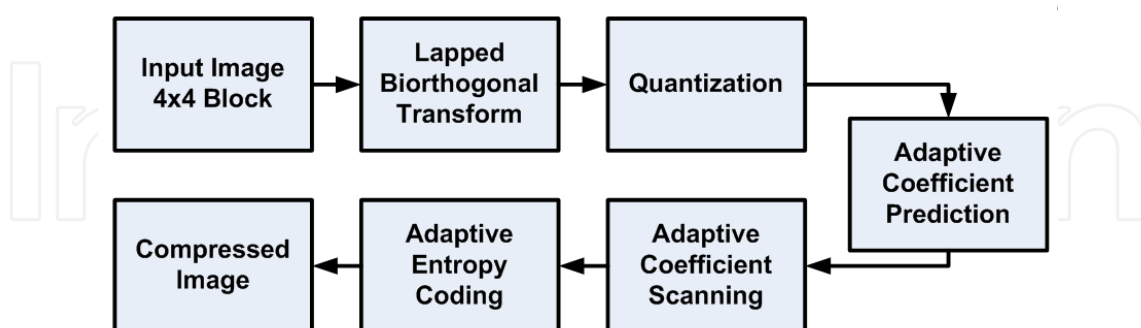 Input Image
4x4 Block
Lapped
Biorthogonal
Transform
Quantization
Adaptive
Coefficient
Prediction
Adaptive
Coefficient
Scanning
Adaptive
Entropy
Coding
Compressed
Image